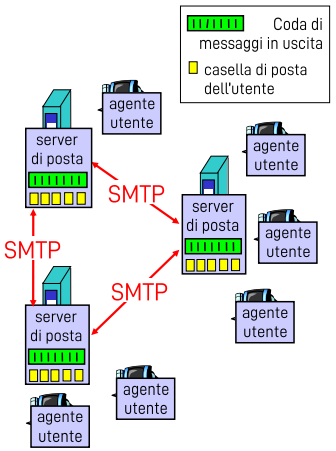 Coda di
messaggi in uscita
casella di posta
dell'utente
agente
utente
server
di posta
agente
utente
SMTP
server
di posta
agente
utente
SMTP
SMTP
agente
utente
server
di posta
agente
utente
agente
utente